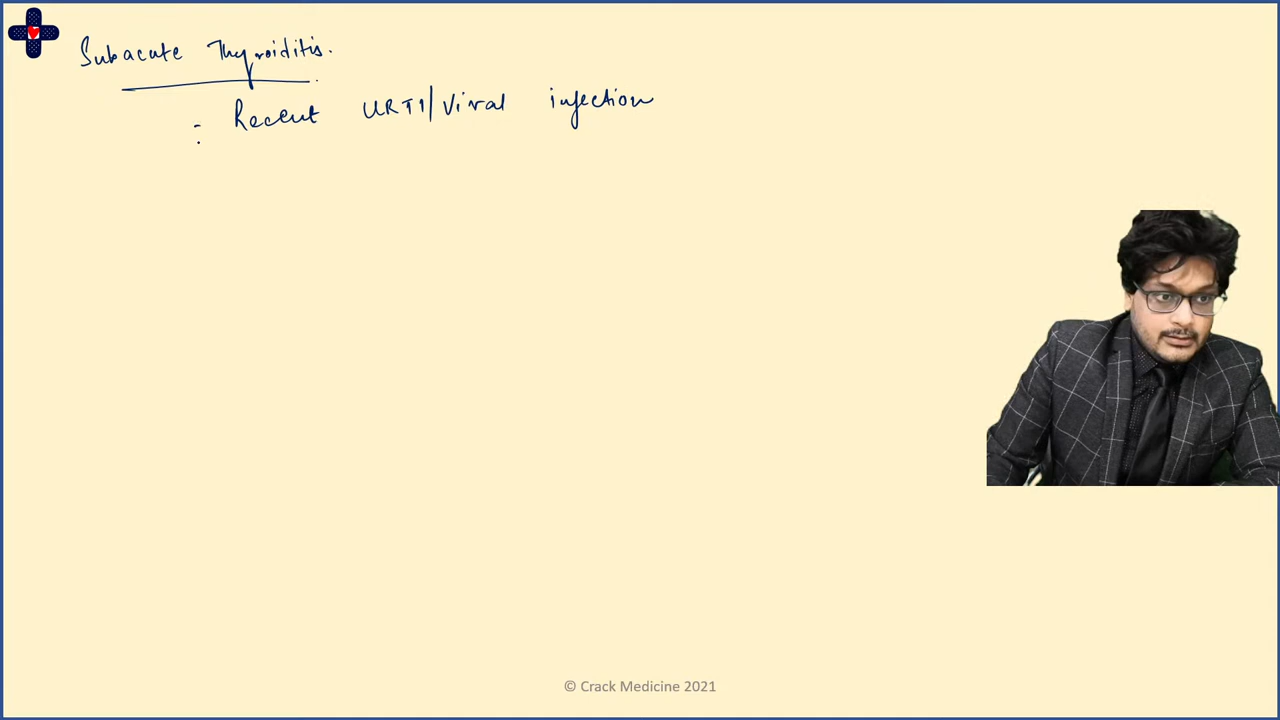 Subacute Thyroiditis.
: Recent URTI/Viral infection
© Crack Medicine 2021